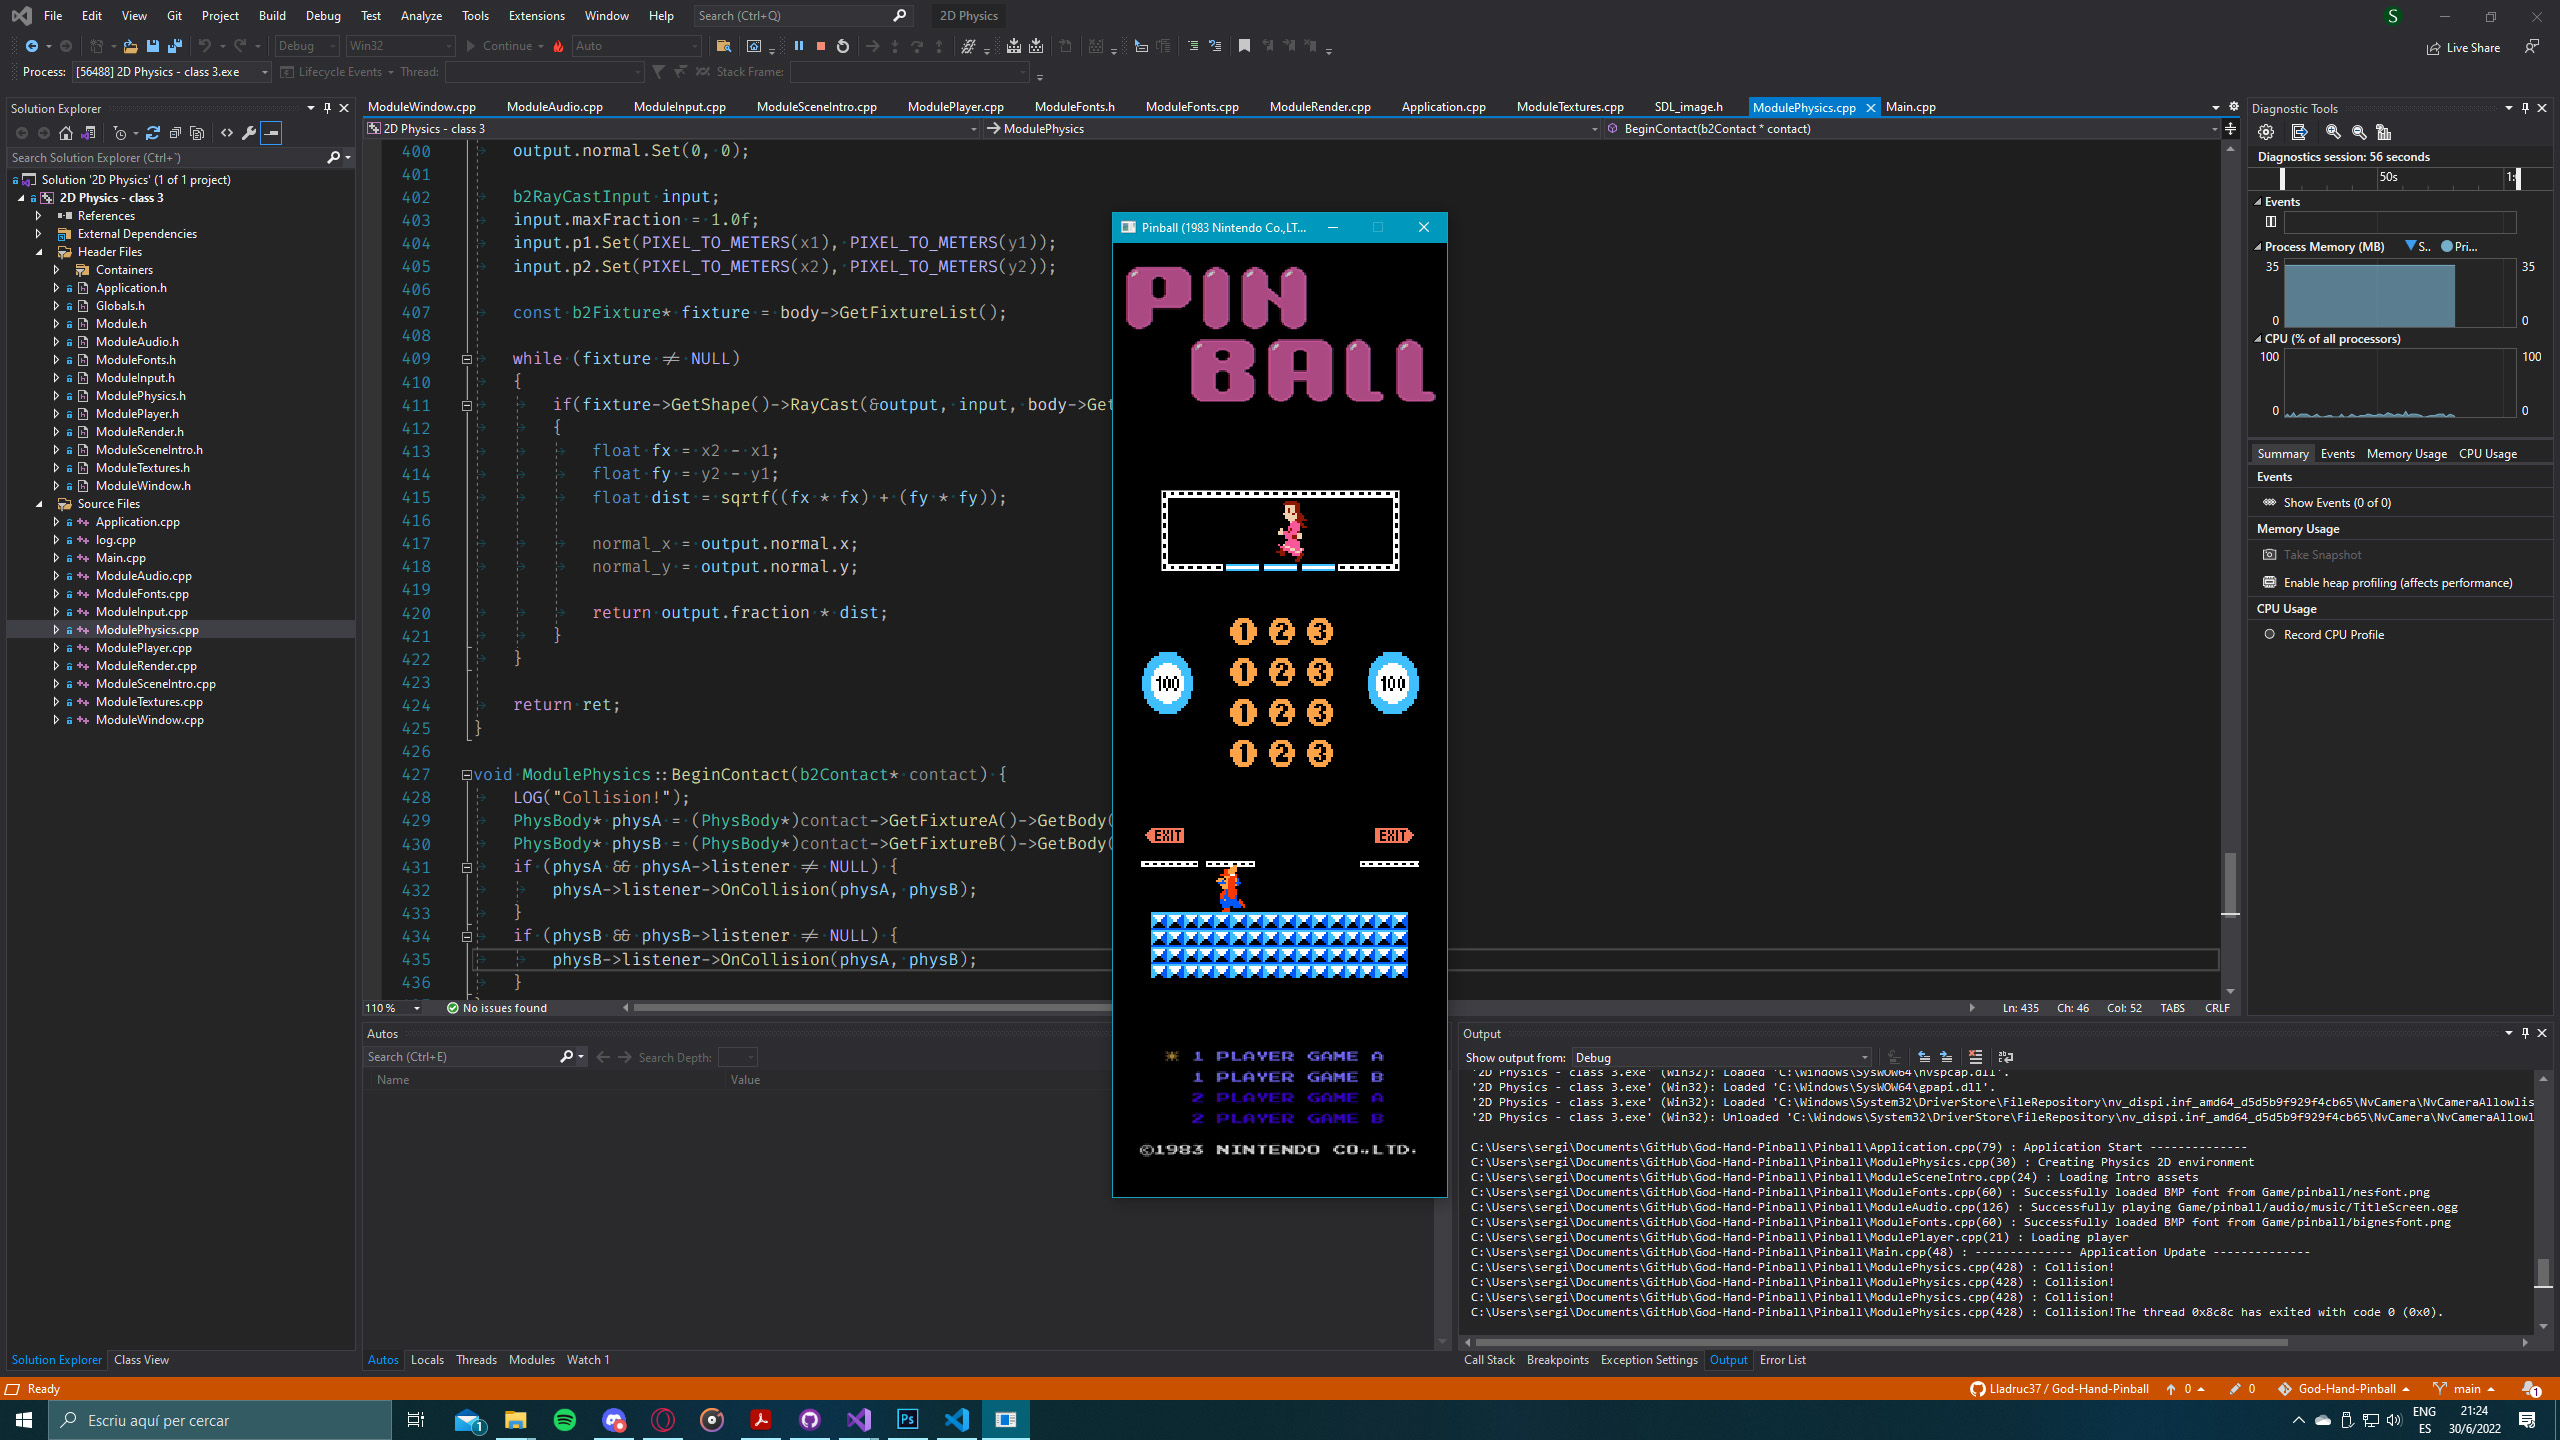 File Edit View Git Project Build Debug Test Analyze Tools Extensions Window Help Search (Ctrl+Q) 2D Physics S
Debug Win32 Continue Auto Live Share
Process: [56488] 2D Physics - class 3.exe Lifecycle Events Thread: Stack Frame:
Solution Explorer
Search Solution Explorer (Ctrl+`)
Solution '2D Physics' (1 of 1 project)
2D Physics - class 3
References
External Dependencies
Header Files
Containers
Application.h
Globals.h
Module.h
ModuleAudio.h
ModuleFonts.h
ModuleInput.h
ModulePhysics.h
ModulePlayer.h
ModuleRender.h
ModuleSceneIntro.h
ModuleTextures.h
ModuleWindow.h
Source Files
Application.cpp
log.cpp
Main.cpp
ModuleAudio.cpp
ModuleFonts.cpp
ModuleInput.cpp
ModulePhysics.cpp
ModulePlayer.cpp
ModuleRender.cpp
ModuleSceneIntro.cpp
ModuleTextures.cpp
ModuleWindow.cpp
Solution Explorer Class View
ModuleWindow.cpp ModuleAudio.cpp ModuleInput.cpp ModuleSceneIntro.cpp ModulePlayer.cpp ModuleFonts.h ModuleFonts.cpp ModuleRender.cpp Application.cpp ModuleTextures.cpp SDL_image.h ModulePhysics.cpp Main.cpp
2D Physics - class 3 ModulePhysics BeginContact(b2Contact * contact)
400 output.normal.Set(0, 0);
401
402 b2RayCastInput input;
403 input.maxFraction = 1.0f;
404 input.p1.Set(PIXEL_TO_METERS(x1), PIXEL_TO_METERS(y1));
405 input.p2.Set(PIXEL_TO_METERS(x2), PIXEL_TO_METERS(y2));
406
407 const b2Fixture* fixture = body->GetFixtureList();
408
409 while (fixture != NULL)
410 {
411 if(fixture->GetShape()->RayCast(&output, input, body->Get
412 {
413 float fx = x2 - x1;
414 float fy = y2 - y1;
415 float dist = sqrtf((fx * fx) + (fy * fy));
416
417 normal_x = output.normal.x;
418 normal_y = output.normal.y;
419
420 return output.fraction * dist;
421 }
422 }
423
424 return ret;
425 }
426
427 void ModulePhysics::BeginContact(b2Contact* contact) {
428 LOG("Collision!");
429 PhysBody* physA = (PhysBody*)contact->GetFixtureA()->GetBody(
430 PhysBody* physB = (PhysBody*)contact->GetFixtureB()->GetBody(
431 if (physA && physA->listener != NULL) {
432 physA->listener->OnCollision(physA, physB);
433 }
434 if (physB && physB->listener != NULL) {
435 physB->listener->OnCollision(physA, physB);
436 }
110 % No issues found Ln: 435 Ch: 46 Col: 52 TABS CRLF
Pinball (1983 Nintendo Co.,LT...
PIN
BALL
1 2 3
1 2 3
100 100
1 2 3
1 2 3
EXIT EXIT
1 PLAYER GAME A
1 PLAYER GAME B
2 PLAYER GAME A
2 PLAYER GAME B
©1983 NINTENDO CO.,LTD.
Diagnostic Tools
Diagnostics session: 56 seconds
50s 1:
Events
Process Memory (MB) S.. Pri...
35 35
0 0
CPU (% of all processors)
100 100
0 0
Summary Events Memory Usage CPU Usage
Events
Show Events (0 of 0)
Memory Usage
Take Snapshot
Enable heap profiling (affects performance)
CPU Usage
Record CPU Profile
Autos
Search (Ctrl+E) Search Depth:
Name Value
Autos Locals Threads Modules Watch 1
Output
Show output from: Debug
'2D Physics - class 3.exe' (Win32): Loaded 'C:\Windows\SysWOW64\nvspcap.dll'.
'2D Physics - class 3.exe' (Win32): Loaded 'C:\Windows\SysWOW64\gpapi.dll'.
'2D Physics - class 3.exe' (Win32): Loaded 'C:\Windows\System32\DriverStore\FileRepository\nv_dispi.inf_amd64_d5d5b9f929f4cb65\NvCamera\NvCameraAllowlis
'2D Physics - class 3.exe' (Win32): Unloaded 'C:\Windows\System32\DriverStore\FileRepository\nv_dispi.inf_amd64_d5d5b9f929f4cb65\NvCamera\NvCameraAllowl
C:\Users\sergi\Documents\GitHub\God-Hand-Pinball\Pinball\Application.cpp(79) : Application Start --------------
C:\Users\sergi\Documents\GitHub\God-Hand-Pinball\Pinball\ModulePhysics.cpp(30) : Creating Physics 2D environment
C:\Users\sergi\Documents\GitHub\God-Hand-Pinball\Pinball\ModuleSceneIntro.cpp(24) : Loading Intro assets
C:\Users\sergi\Documents\GitHub\God-Hand-Pinball\Pinball\ModuleFonts.cpp(60) : Successfully loaded BMP font from Game/pinball/nesfont.png
C:\Users\sergi\Documents\GitHub\God-Hand-Pinball\Pinball\ModuleAudio.cpp(126) : Successfully playing Game/pinball/audio/music/TitleScreen.ogg
C:\Users\sergi\Documents\GitHub\God-Hand-Pinball\Pinball\ModuleFonts.cpp(60) : Successfully loaded BMP font from Game/pinball/bignesfont.png
C:\Users\sergi\Documents\GitHub\God-Hand-Pinball\Pinball\ModulePlayer.cpp(21) : Loading player
C:\Users\sergi\Documents\GitHub\God-Hand-Pinball\Pinball\Main.cpp(48) : -------------- Application Update --------------
C:\Users\sergi\Documents\GitHub\God-Hand-Pinball\Pinball\ModulePhysics.cpp(428) : Collision!
C:\Users\sergi\Documents\GitHub\God-Hand-Pinball\Pinball\ModulePhysics.cpp(428) : Collision!
C:\Users\sergi\Documents\GitHub\God-Hand-Pinball\Pinball\ModulePhysics.cpp(428) : Collision!
C:\Users\sergi\Documents\GitHub\God-Hand-Pinball\Pinball\ModulePhysics.cpp(428) : Collision!The thread 0x8c8c has exited with code 0 (0x0).
Call Stack Breakpoints Exception Settings Output Error List
Ready Lladruc37 / God-Hand-Pinball 0 0 God-Hand-Pinball main 1
Escriu aquí per cercar 1 Ps ENG 21:24
ES 30/6/2022